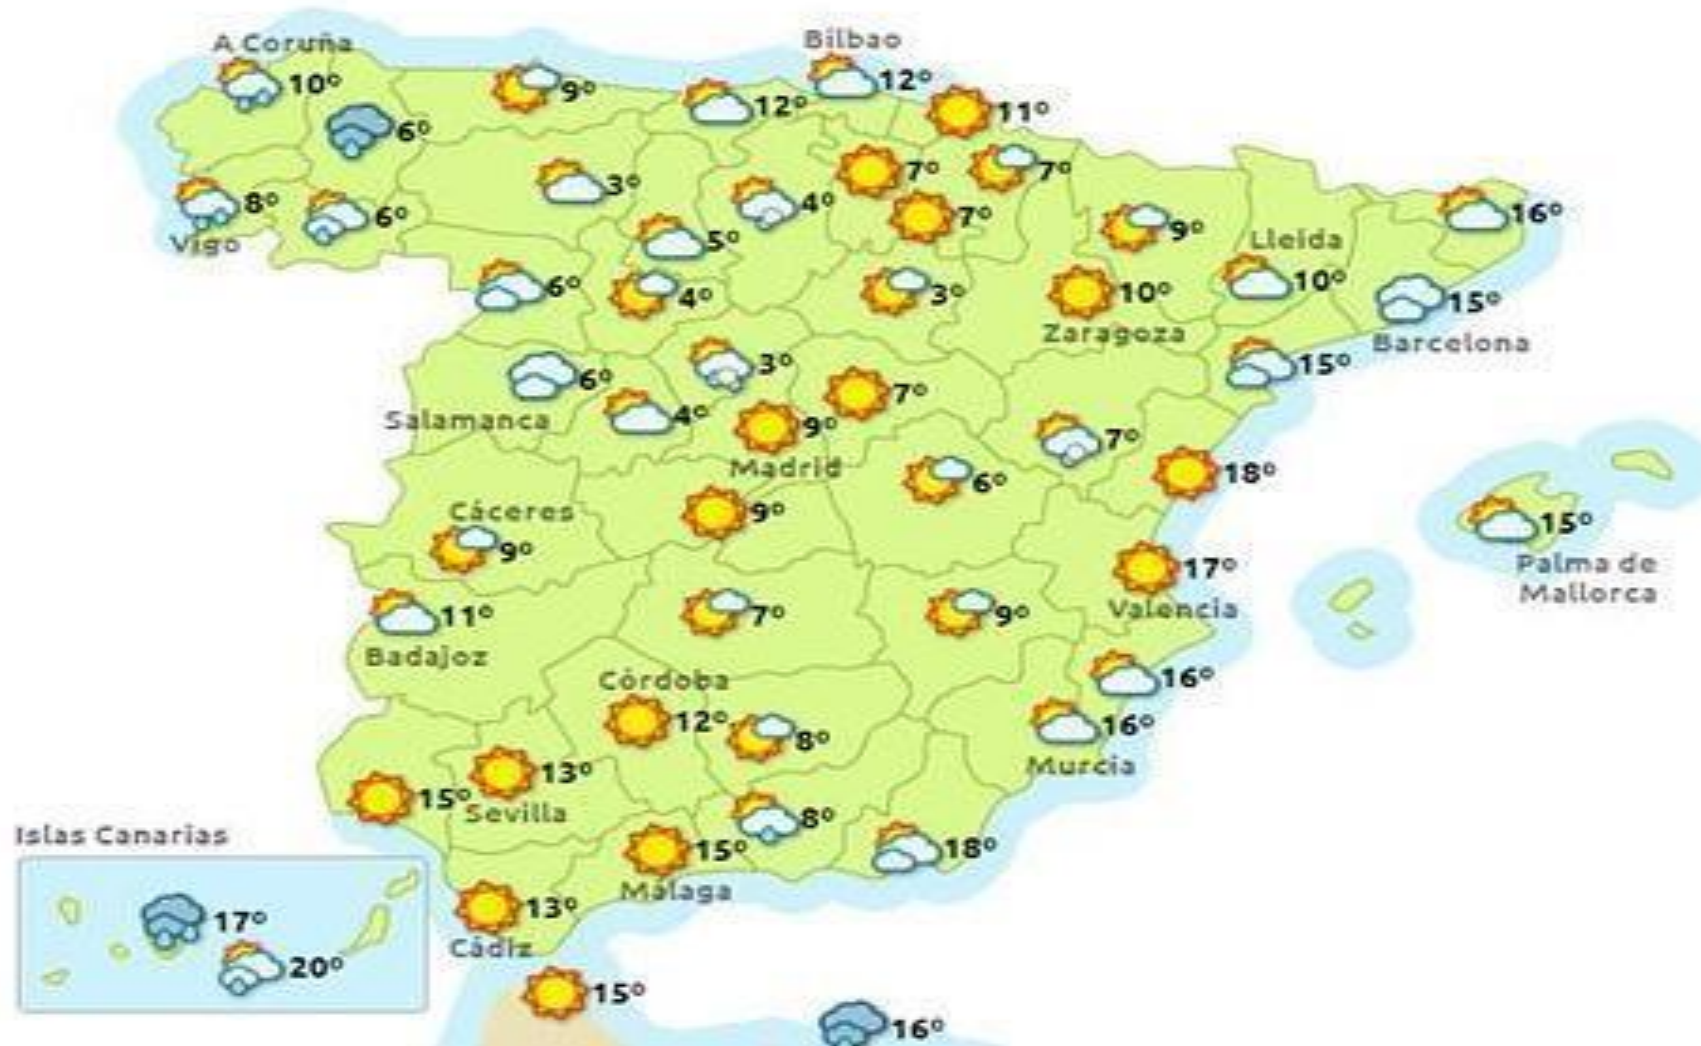 A Coruña
Bilbao
10º
9º
12º
12º
11º
6º
3º
4º
7º
7º
8º
6º
5º
7º
9º
16º
Vigo
Lleida
6º
4º
3º
10º
10º
15º
Zaragoza
Barcelona
6º
3º
7º
15º
Salamanca
4º
9º
7º
Madrid
6º
18º
Cáceres
9º
9º
15º
Palma de
Mallorca
11º
7º
9º
17º
Valencia
Badajoz
Córdoba
16º
12º
8º
16º
Murcia
15º
13º
Sevilla
8º
18º
15º
Málaga
Islas Canarias
17º
20º
13º
Cádiz
15º
16º